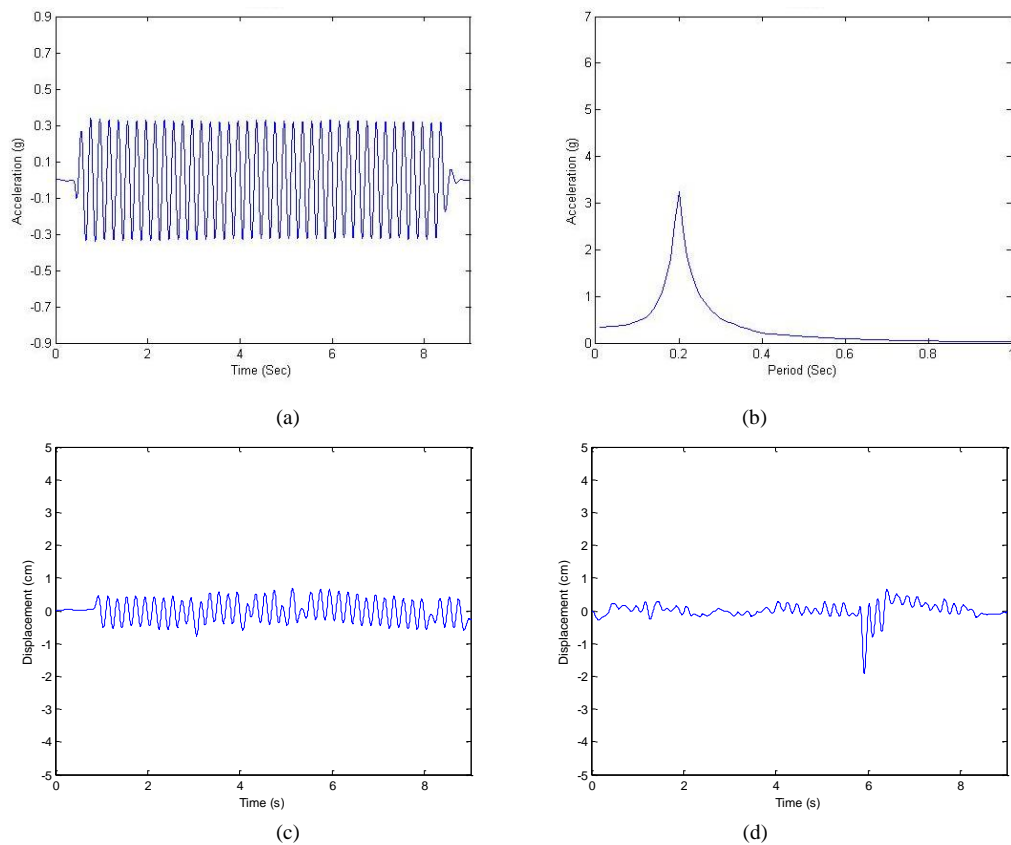 0.9
0.7
0.5
0.3
0.1
-0.1
-0.3
-0.5
-0.7
-0.9
Acceleration (g)
0 2 4 6 8
Time (Sec)
(a)
7
6
5
4
3
2
1
0
Acceleration (g)
0 0.2 0.4 0.6 0.8 1
Period (Sec)
(b)
5
4
3
2
1
0
-1
-2
-3
-4
-5
Displacement (cm)
0 2 4 6 8
Time (s)
(c)
5
4
3
2
1
0
-1
-2
-3
-4
-5
Displacement (cm)
0 2 4 6 8
Time (s)
(d)